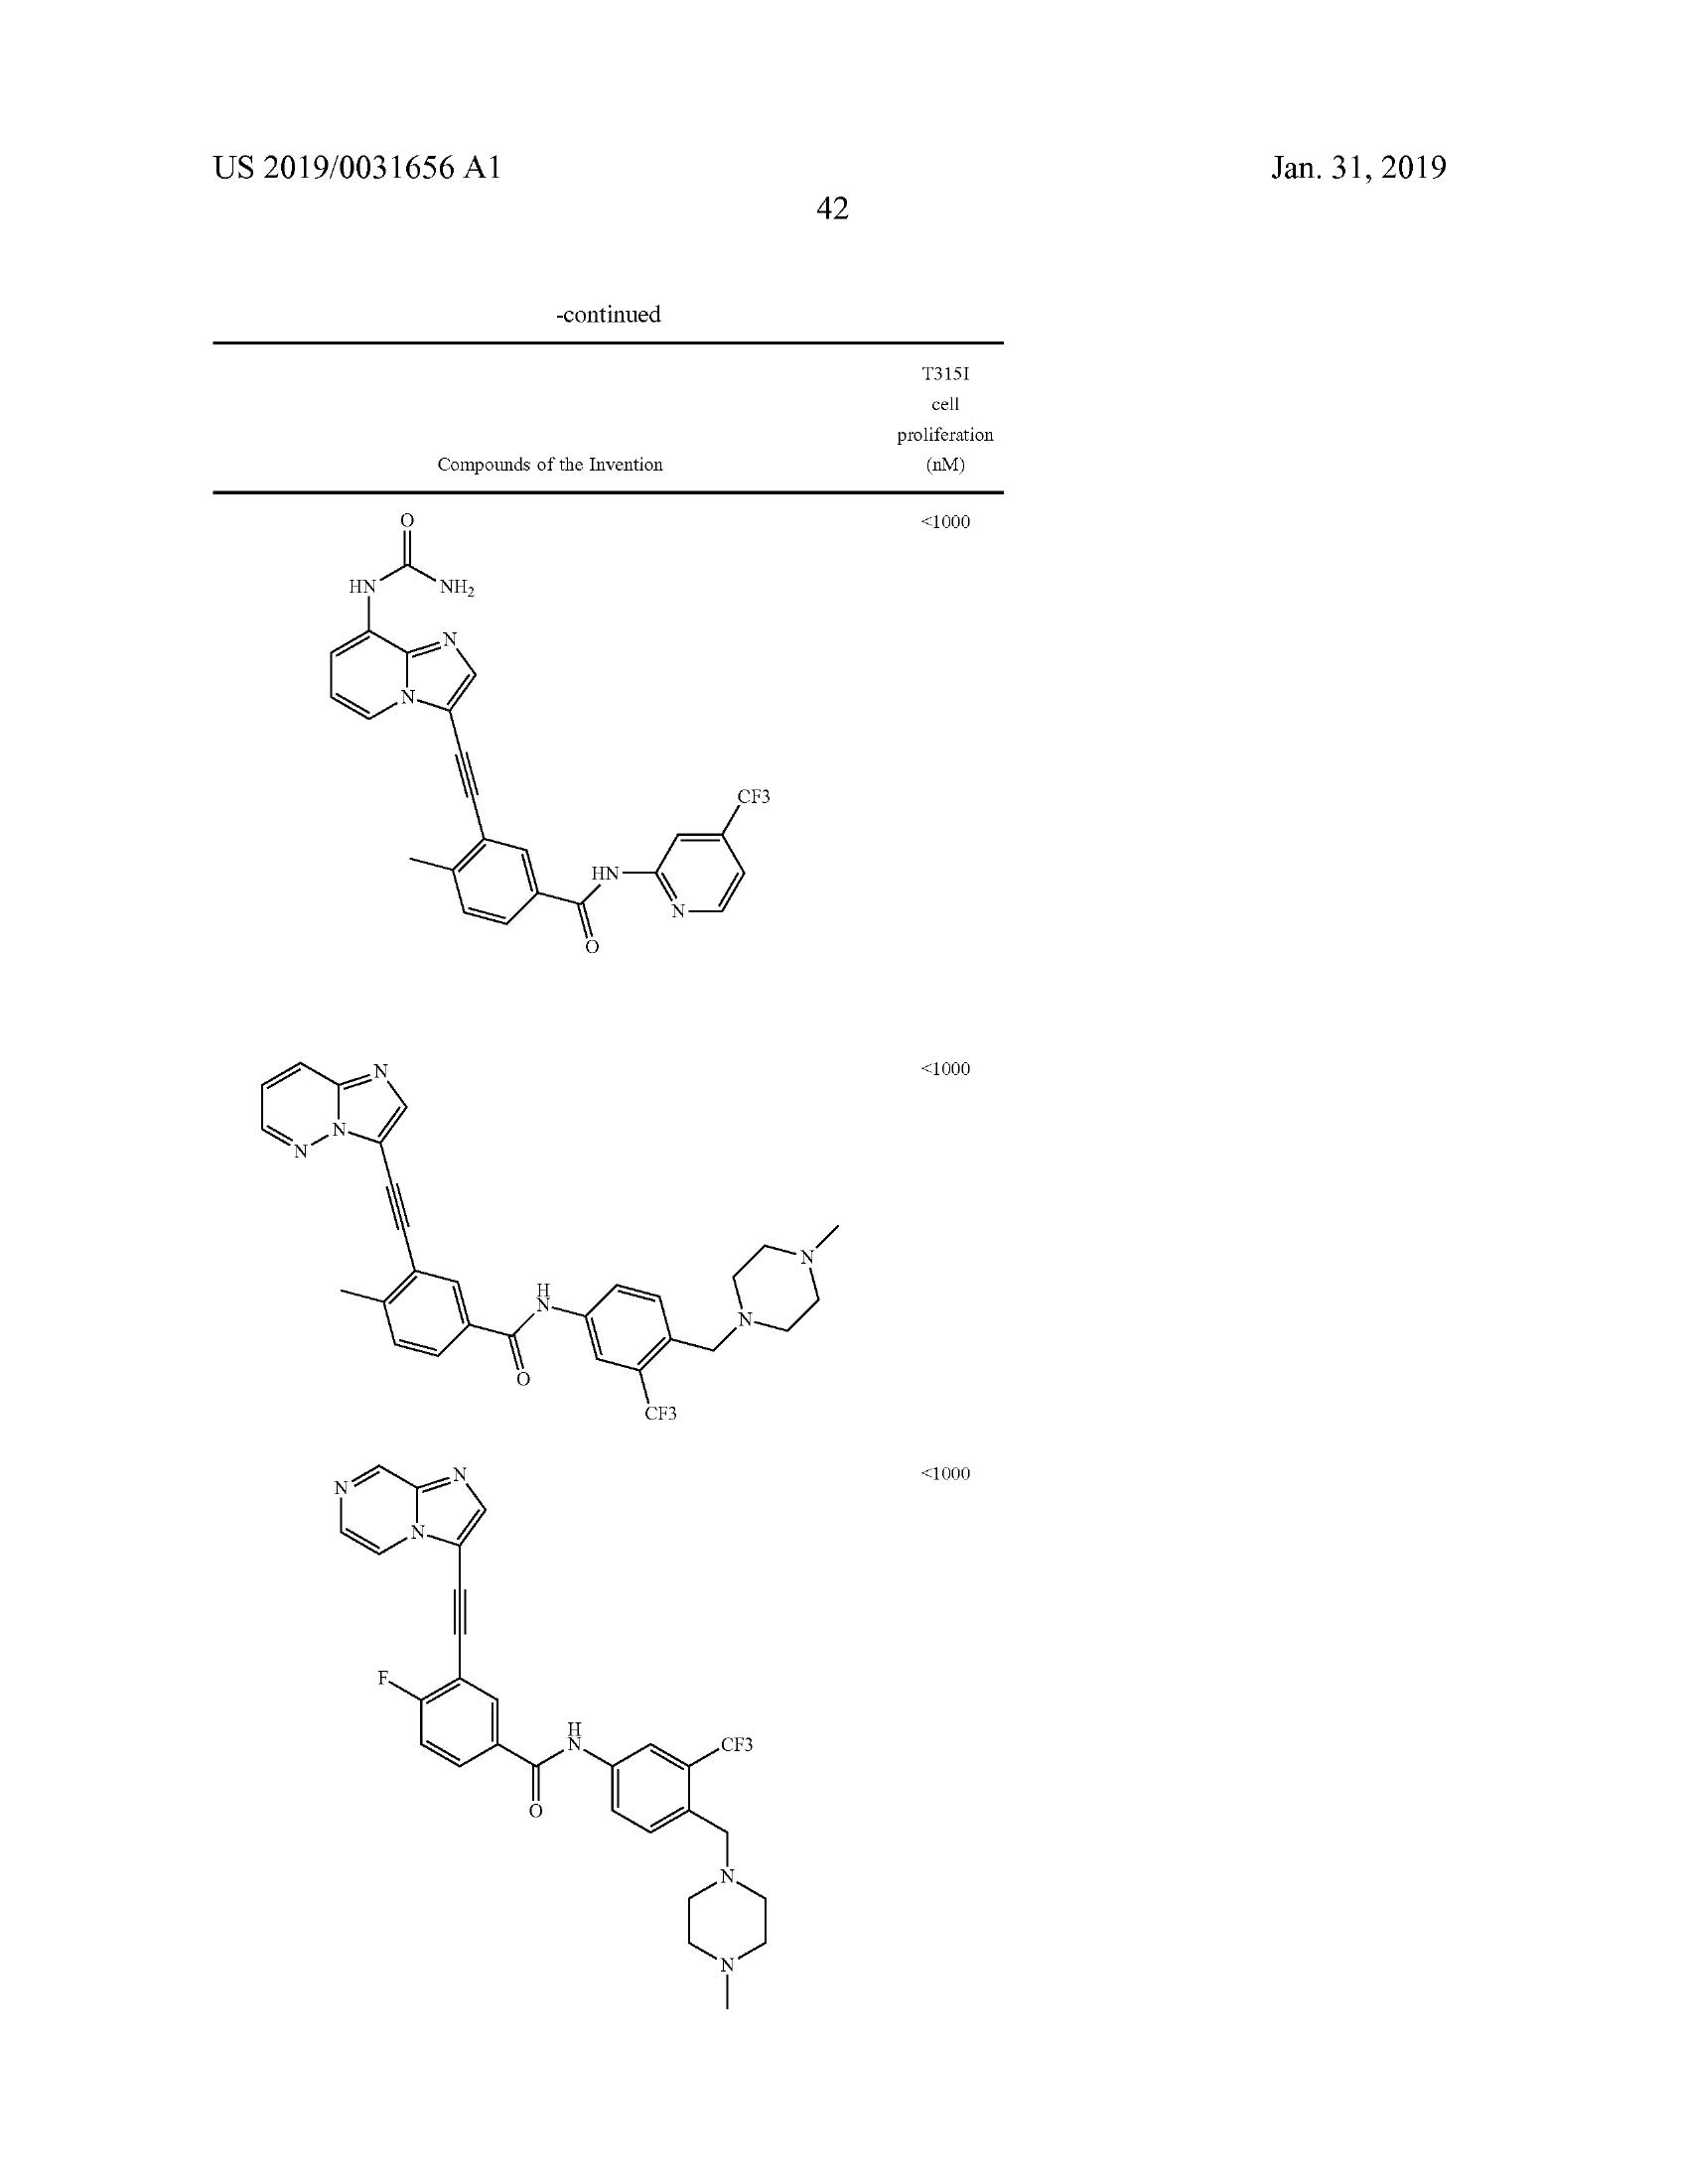 US 2019/0031656 A1
Jan. 31, 2019
42
-continued
T315I
cell
proliferation
Compounds of the Invention
(nM)
<1000
O
HN
NH2
N
N
CF3
HN
N
O
<1000
N
N
N
N
H
N
N
O
CF3
<1000
N
N
N
F
H
N
CF3
O
N
N